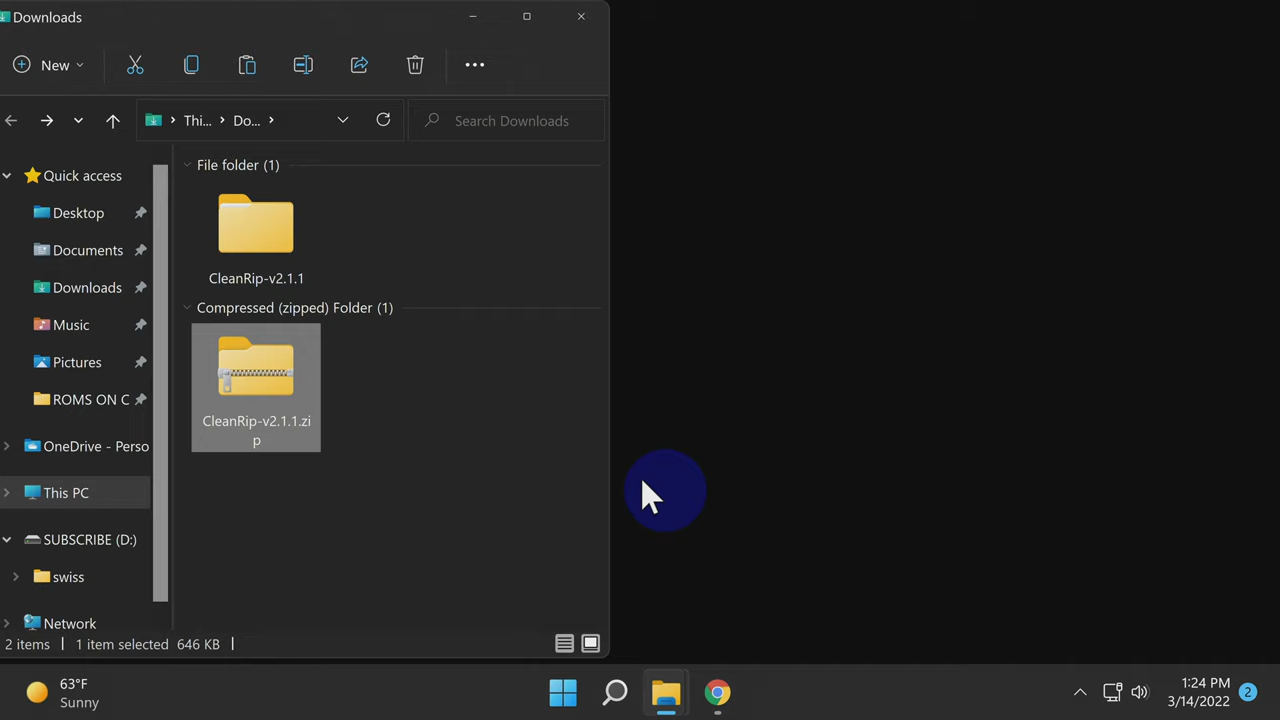 Downloads
New
Thi... Do...
Search Downloads
Quick access
Desktop
Documents
Downloads
Music
Pictures
ROMS ON C
OneDrive - Perso
This PC
SUBSCRIBE (D:)
swiss
Network
File folder (1)
CleanRip-v2.1.1
Compressed (zipped) Folder (1)
CleanRip-v2.1.1.zi
p
2 items 1 item selected 646 KB
63°F
Sunny
1:24 PM
3/14/2022
2